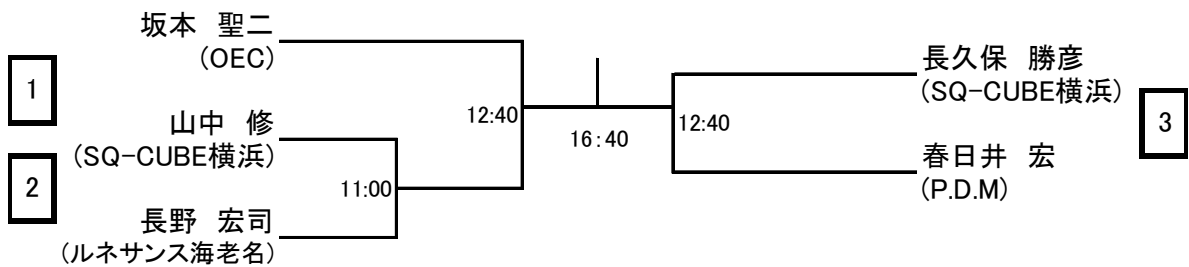 坂本 聖二
(OEC)
1
山中 修
(SQ-CUBE横浜)
2
長野 宏司
(ルネサンス海老名)
11:00
12:40
16:40
12:40
長久保 勝彦
(SQ-CUBE横浜)
3
春日井 宏
(P.D.M)